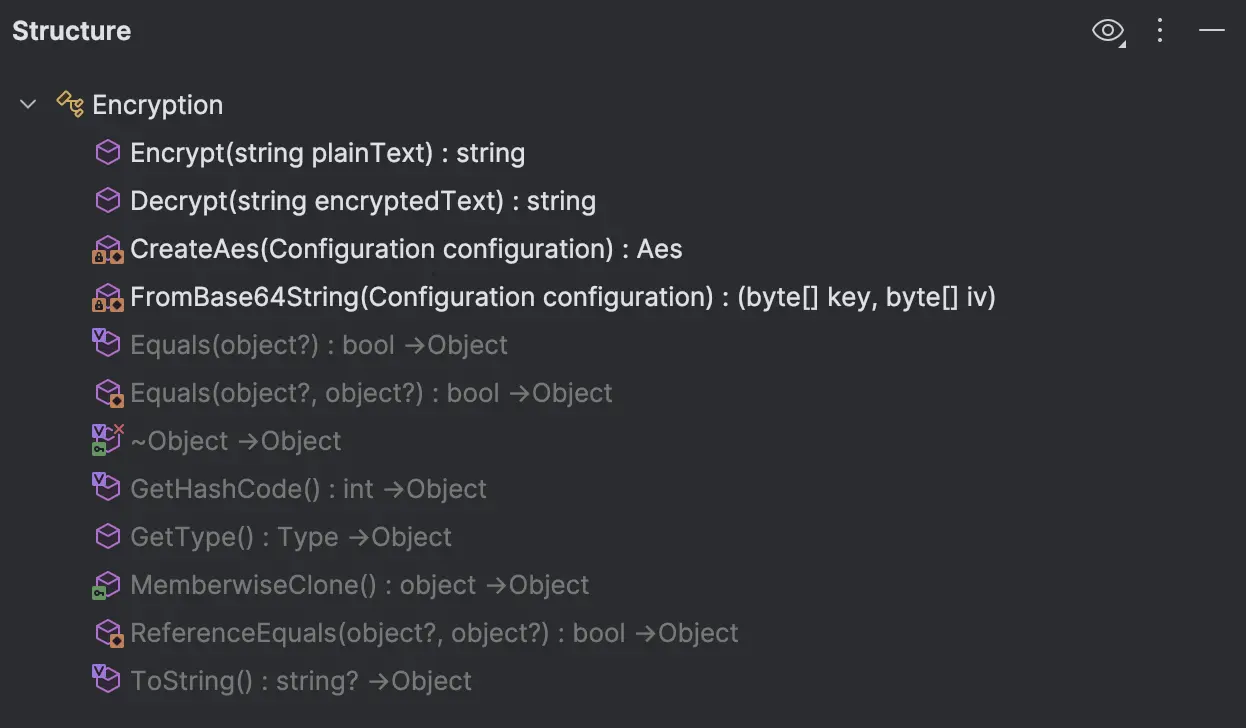 Structure
Encryption
Encrypt(string plainText) : string
Decrypt(string encryptedText) : string
CreateAes(Configuration configuration) : Aes
FromBase64String(Configuration configuration) : (byte[] key, byte[] iv)
Equals(object?) : bool →Object
Equals(object?, object?) : bool →Object
~Object →Object
GetHashCode() : int →Object
GetType() : Type →Object
MemberwiseClone() : object →Object
ReferenceEquals(object?, object?) : bool →Object
ToString() : string? →Object